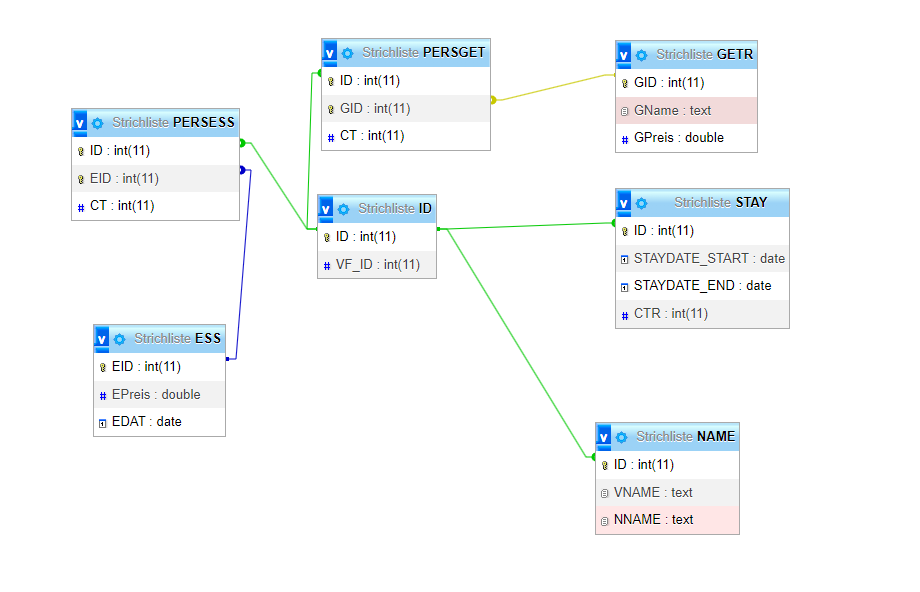 Strichliste PERSGET
ID : int(11)
GID : int(11)
CT : int(11)
Strichliste GETR
GID : int(11)
GName : text
GPreis : double
Strichliste PERSESS
ID : int(11)
EID : int(11)
CT : int(11)
Strichliste ID
ID : int(11)
VF_ID : int(11)
Strichliste STAY
ID : int(11)
STAYDATE_START : date
STAYDATE_END : date
CTR : int(11)
Strichliste ESS
EID : int(11)
EPreis : double
EDAT : date
Strichliste NAME
ID : int(11)
VNAME : text
NNAME : text